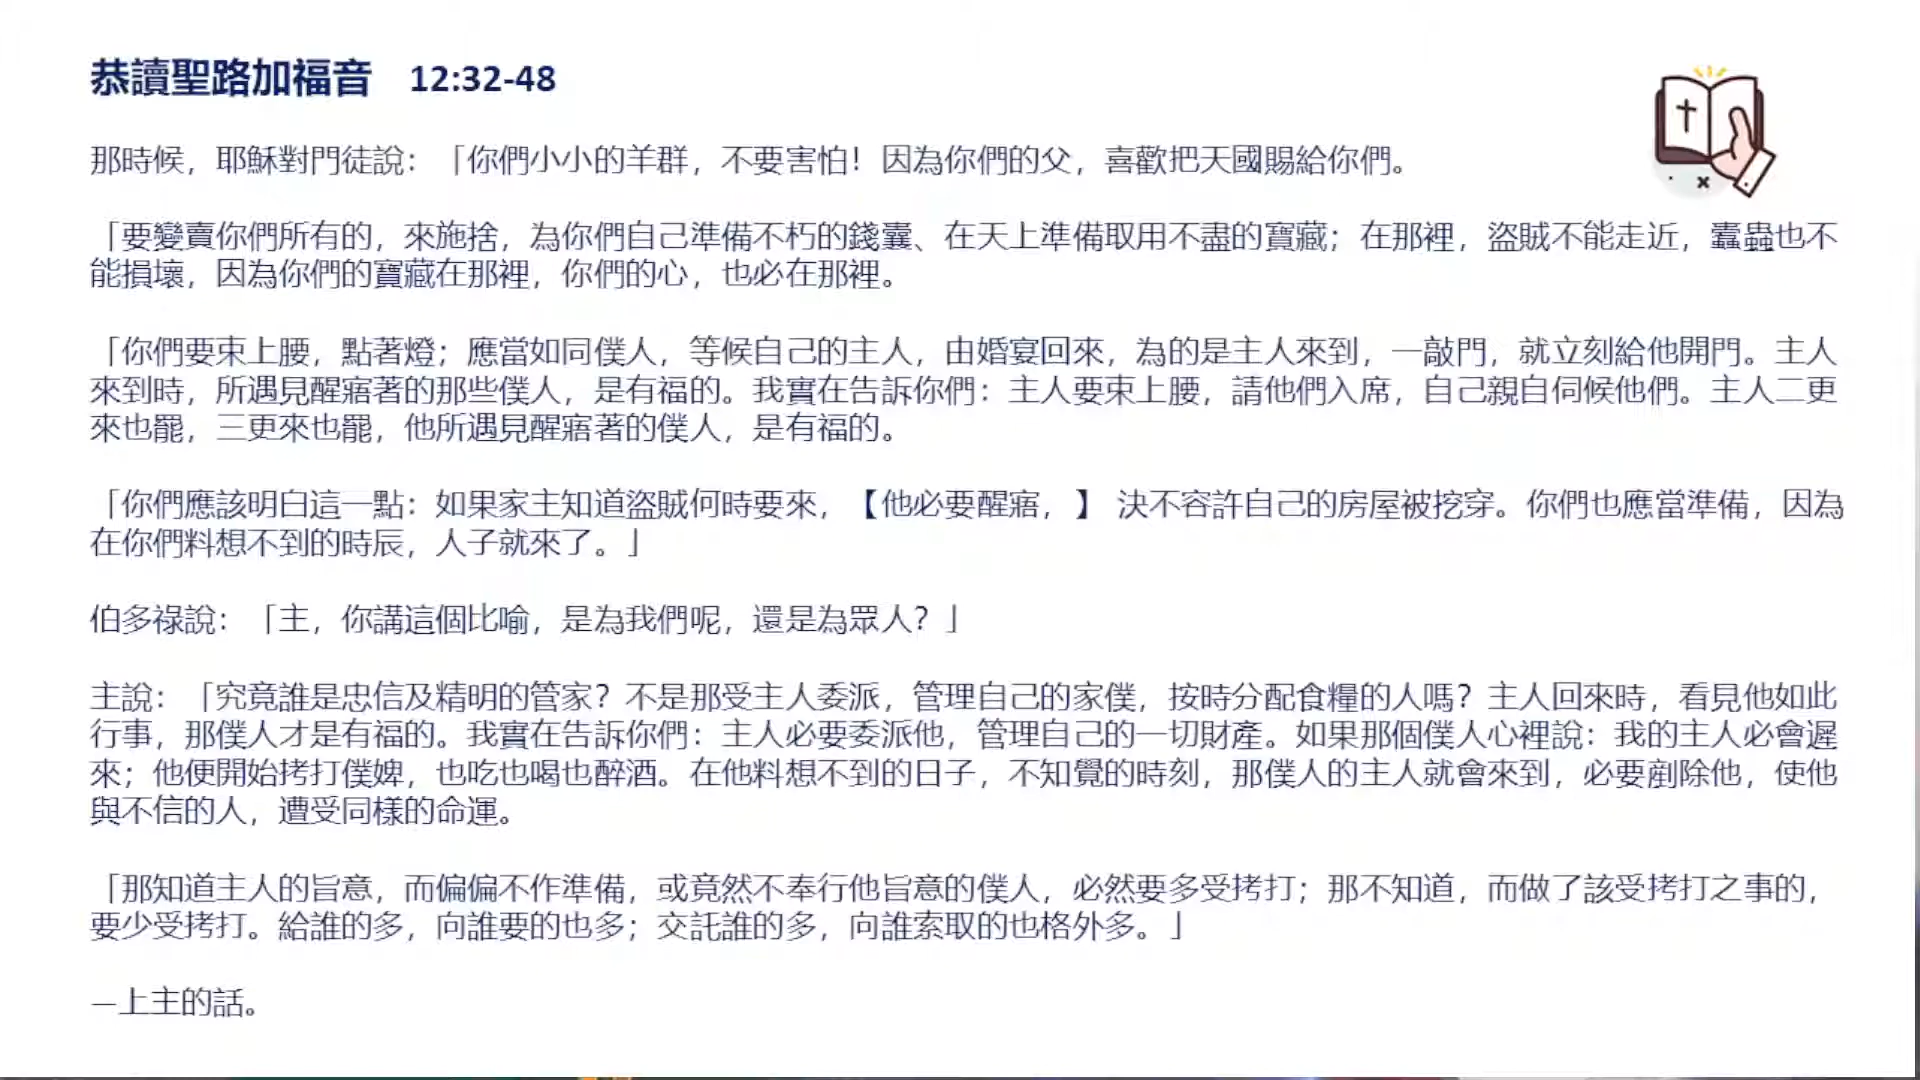 恭讀聖路加福音 12:32-48
那時候，耶穌對門徒說：「你們小小的羊群，不要害怕！因為你們的父，喜歡把天國賜給你們。
「要變賣你們所有的，來施捨，為你們自己準備不朽的錢囊、在天上準備取用不盡的寶藏；在那裡，盜賊不能走近，蠹蟲也不
能損壞，因為你們的寶藏在那裡，你們的心，也必在那裡。
「你們要束上腰，點著燈；應當如同僕人，等候自己的主人，由婚宴回來，為的是主人來到，一敲門，就立刻給他開門。主人
來到時，所遇見醒寤著的那些僕人，是有福的。我實在告訴你們：主人要束上腰，請他們入席，自己親自伺候他們。主人二更
來也罷，三更來也罷，他所遇見醒寤著的僕人，是有福的。
「你們應該明白這一點：如果家主知道盜賊何時要來，【他必要醒寤，】 決不容許自己的房屋被挖穿。你們也應當準備，因為
在你們料想不到的時辰，人子就來了。」
伯多祿說：「主，你講這個比喻，是為我們呢，還是為眾人？」
主說：「究竟誰是忠信及精明的管家？不是那受主人委派，管理自己的家僕，按時分配食糧的人嗎？主人回來時，看見他如此
行事，那僕人才是有福的。我實在告訴你們：主人必要委派他，管理自己的一切財產。如果那個僕人心裡說：我的主人必會遲
來；他便開始拷打僕婢，也吃也喝也醉酒。在他料想不到的日子，不知覺的時刻，那僕人的主人就會來到，必要剷除他，使他
與不信的人，遭受同樣的命運。
「那知道主人的旨意，而偏偏不作準備，或竟然不奉行他旨意的僕人，必然要多受拷打；那不知道，而做了該受拷打之事的，
要少受拷打。給誰的多，向誰要的也多；交託誰的多，向誰索取的也格外多。」
—上主的話。